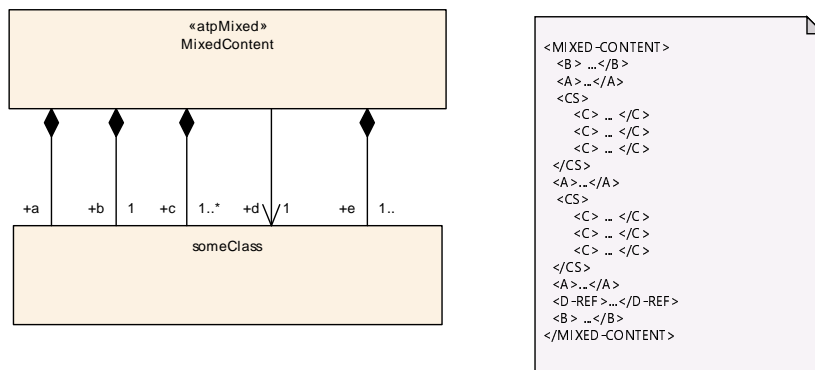 «atpMixed»
MixedContent
+a +b 1 +c 1..* +d 1 +e 1..
someClass
<MIXED-CONTENT>
<B> ...</B>
<A>...</A>
<CS>
<C> ... </C>
<C> ... </C>
<C> ... </C>
</CS>
<A>...</A>
<CS>
<C> ... </C>
<C> ... </C>
<C> ... </C>
</CS>
<A>...</A>
<D-REF>...</D-REF>
<B> ...</B>
</MIXED-CONTENT>